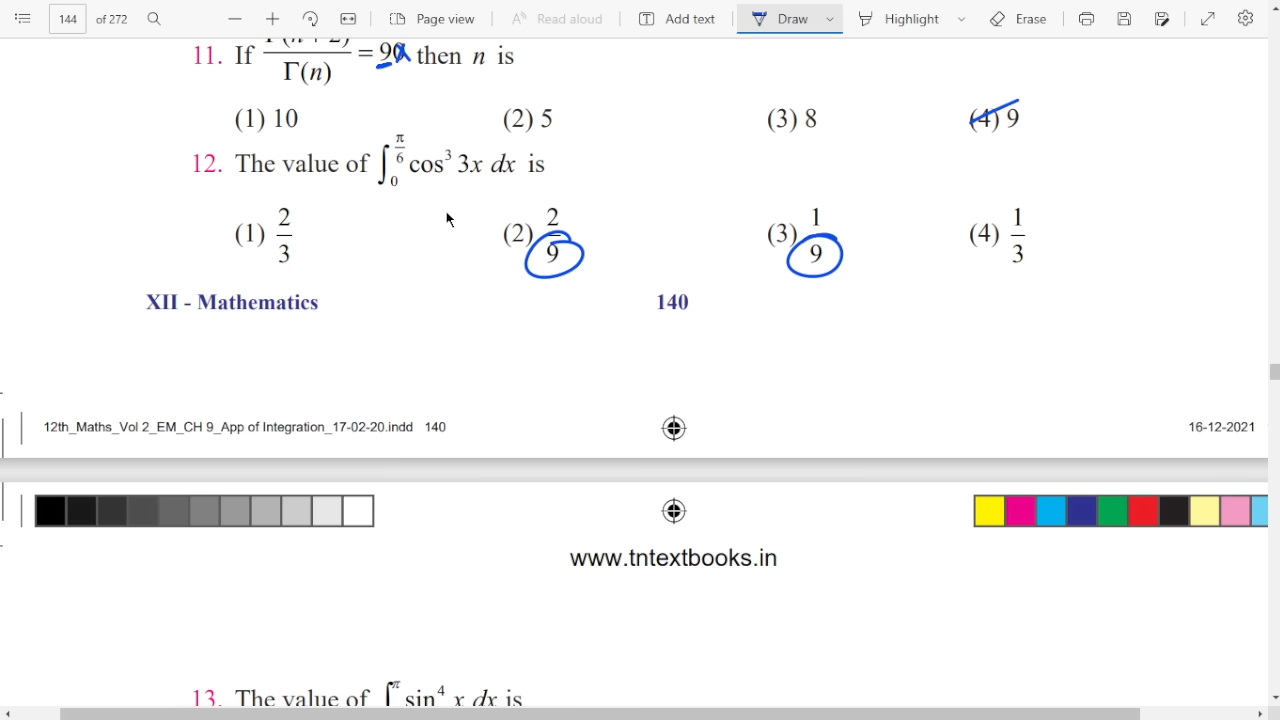 144 of 272 Page view Read aloud Add text Draw Highlight Erase
11. If Γ(n + 2) / Γ(n) = 90 then n is
(1) 10 (2) 5 (3) 8 (4) 9
12. The value of ∫₀^(π/6) cos³ 3x dx is
(1) 2/3 (2) 2/9 (3) 1/9 (4) 1/3
XII - Mathematics 140
12th_Maths_Vol 2_EM_CH 9_App of Integration_17-02-20.indd 140 16-12-2021
www.tntextbooks.in
13. The value of ∫^π sin⁴ x dx is